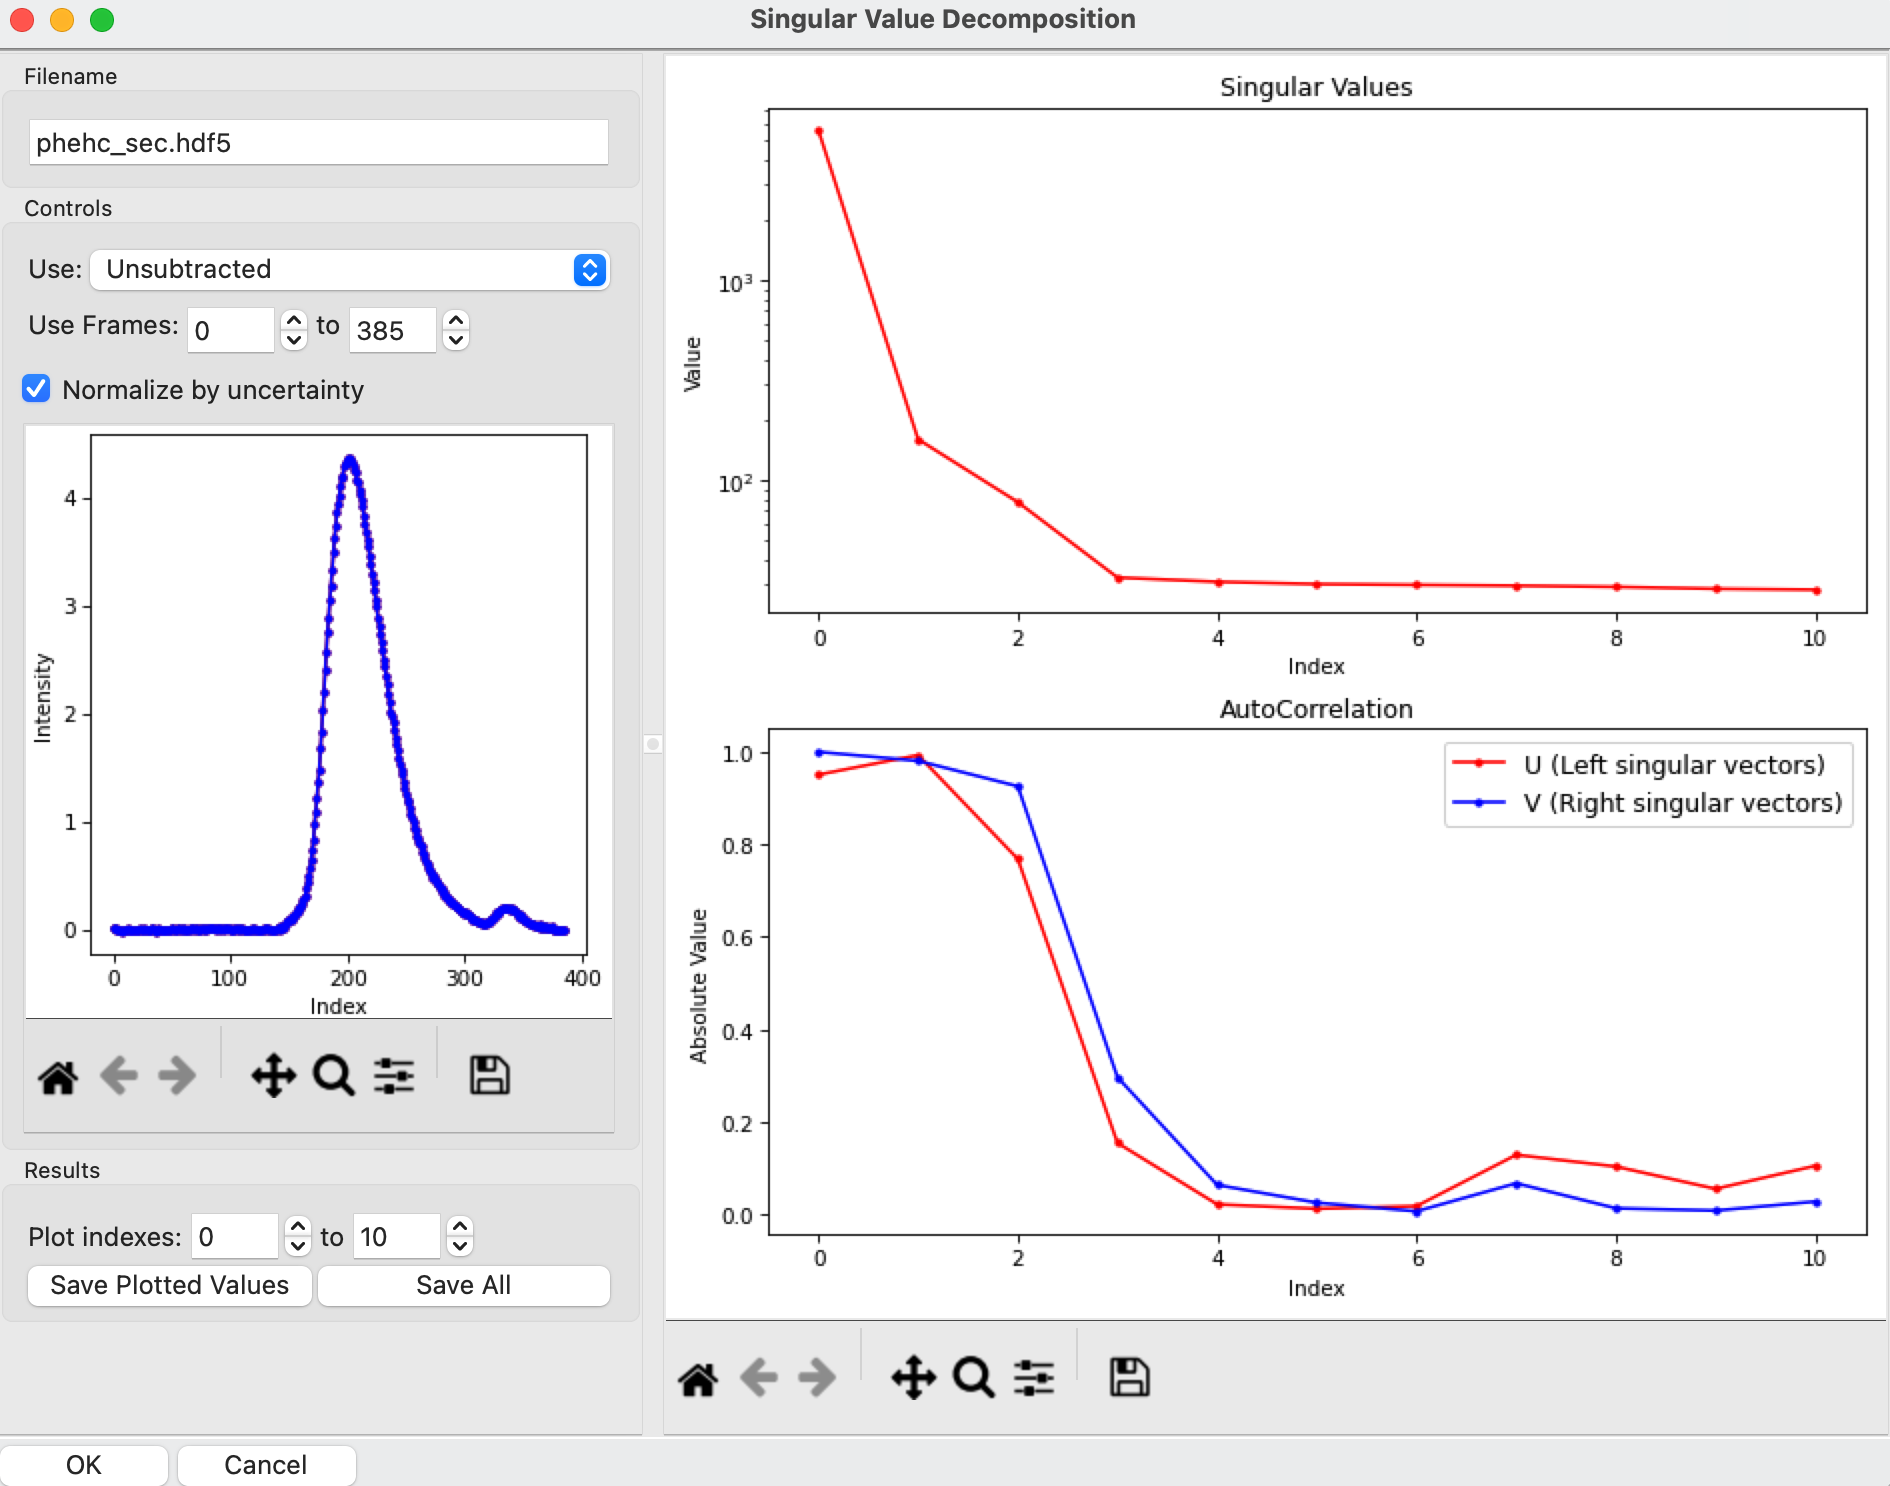 Singular Value Decomposition
Filename
phehc_sec.hdf5
Controls
Use: Unsubtracted
Use Frames: 0 to 385
Normalize by uncertainty
4
3
2
1
0
Intensity
0 100 200 300 400
Index
Results
Plot indexes: 0 to 10
Save Plotted Values Save All
OK Cancel
Singular Values
10³
10²
Value
0 2 4 6 8 10
Index
AutoCorrelation
U (Left singular vectors)
V (Right singular vectors)
1.0
0.8
0.6
0.4
0.2
0.0
Absolute Value
0 2 4 6 8 10
Index